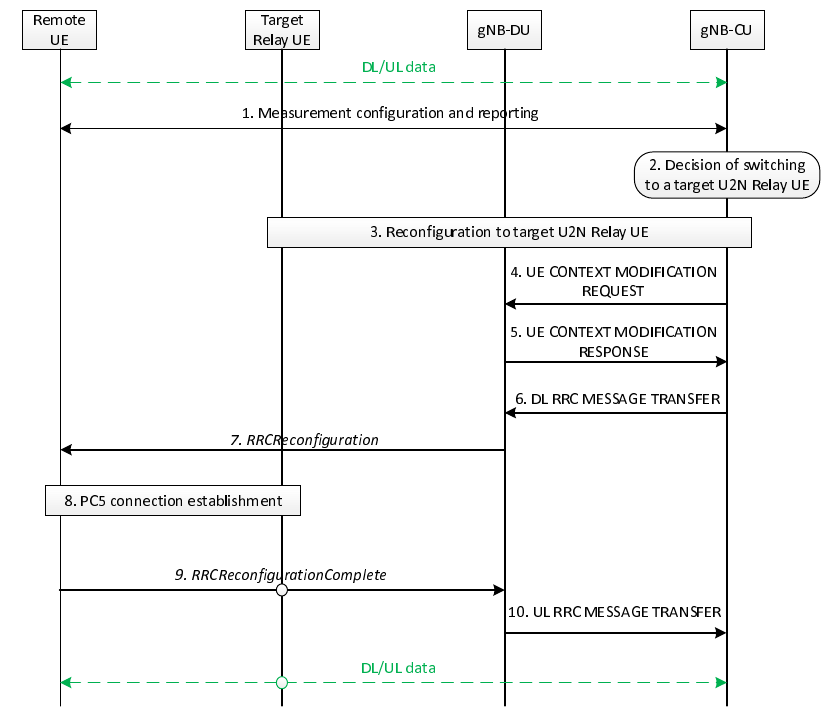 Remote
UE
Target
Relay UE
gNB-DU
gNB-CU
DL/UL data
1. Measurement configuration and reporting
2. Decision of switching
to a target U2N Relay UE
3. Reconfiguration to target U2N Relay UE
4. UE CONTEXT MODIFICATION
REQUEST
5. UE CONTEXT MODIFICATION
RESPONSE
6. DL RRC MESSAGE TRANSFER
7. RRCReconfiguration
8. PC5 connection establishment
9. RRCReconfigurationComplete
10. UL RRC MESSAGE TRANSFER
DL/UL data